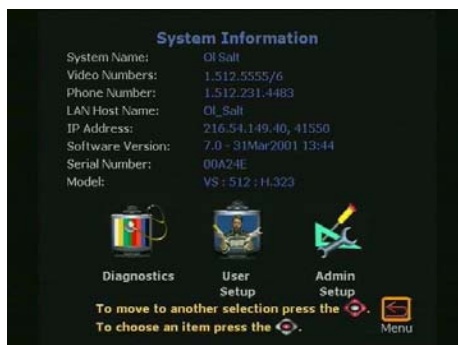 System Information
System Name: Ol Salt
Video Numbers: 1.512.5555/6
Phone Number: 1.512.231.4483
LAN Host Name: Ol_Salt
IP Address: 216.54.149.40, 41550
Software Version: 7.0 - 31Mar2001 13:44
Serial Number: 00A24E
Model: VS : 512 : H.323
Diagnostics
User Setup
Admin Setup
To move to another selection press the .
To choose an item press the .
Menu